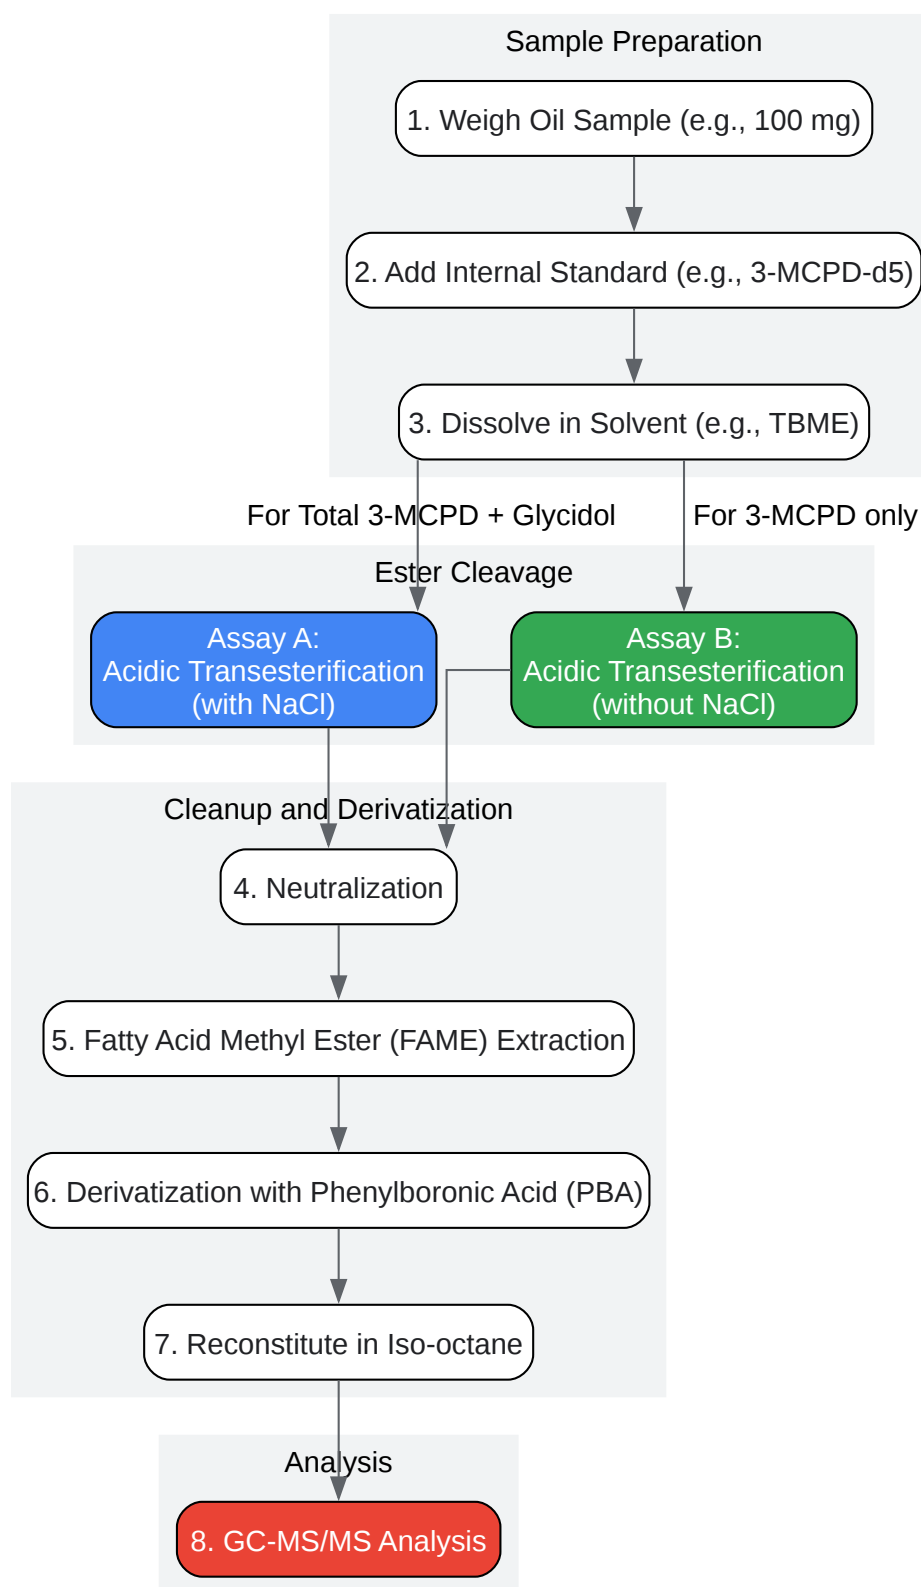 Sample Preparation
1. Weigh Oil Sample (e.g., 100 mg)
2. Add Internal Standard (e.g., 3-MCPD-d5)
3. Dissolve in Solvent (e.g., TBME)
For Total 3-MCPD + Glycidol
For 3-MCPD only
Ester Cleavage
Assay A:
Acidic Transesterification
(with NaCl)
Assay B:
Acidic Transesterification
(without NaCl)
Cleanup and Derivatization
4. Neutralization
5. Fatty Acid Methyl Ester (FAME) Extraction
6. Derivatization with Phenylboronic Acid (PBA)
7. Reconstitute in Iso-octane
Analysis
8. GC-MS/MS Analysis